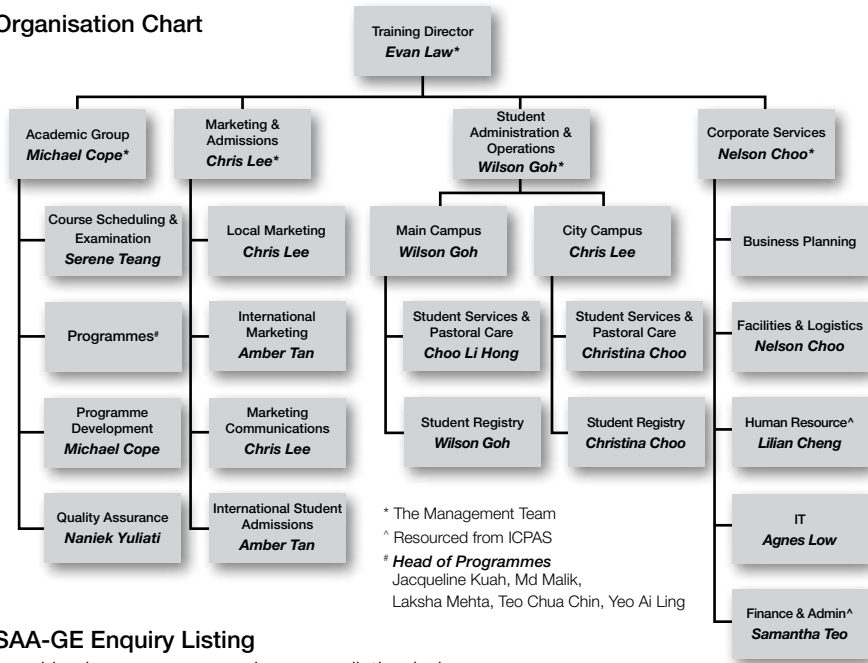 Organisation Chart
Training Director
Evan Law*
Academic Group
Michael Cope*
Marketing &
Admissions
Chris Lee*
Student
Administration &
Operations
Wilson Goh*
Corporate Services
Nelson Choo*
Course Scheduling &
Examination
Serene Teang
Programmes#
Programme
Development
Michael Cope
Quality Assurance
Naniek Yuliati
Local Marketing
Chris Lee
International
Marketing
Amber Tan
Marketing
Communications
Chris Lee
International Student
Admissions
Amber Tan
Main Campus
Wilson Goh
Student Services &
Pastoral Care
Choo Li Hong
Student Registry
Wilson Goh
City Campus
Chris Lee
Student Services &
Pastoral Care
Christina Choo
Student Registry
Christina Choo
Business Planning
Facilities & Logistics
Nelson Choo
Human Resource^
Lilian Cheng
IT
Agnes Low
Finance & Admin^
Samantha Teo
* The Management Team
^ Resourced from ICPAS
# Head of Programmes
Jacqueline Kuah, Md Malik,
Laksha Mehta, Teo Chua Chin, Yeo Ai Ling
SAA-GE Enquiry Listing